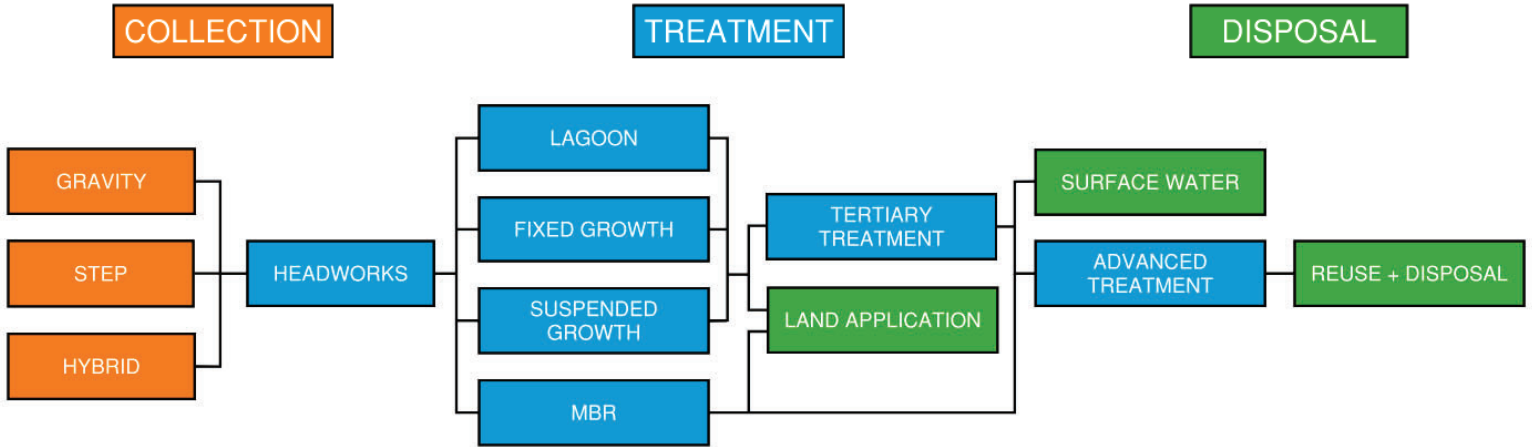 COLLECTION
TREATMENT
DISPOSAL
GRAVITY
STEP
HYBRID
HEADWORKS
LAGOON
FIXED GROWTH
SUSPENDED
GROWTH
MBR
TERTIARY
TREATMENT
LAND APPLICATION
SURFACE WATER
ADVANCED
TREATMENT
REUSE + DISPOSAL